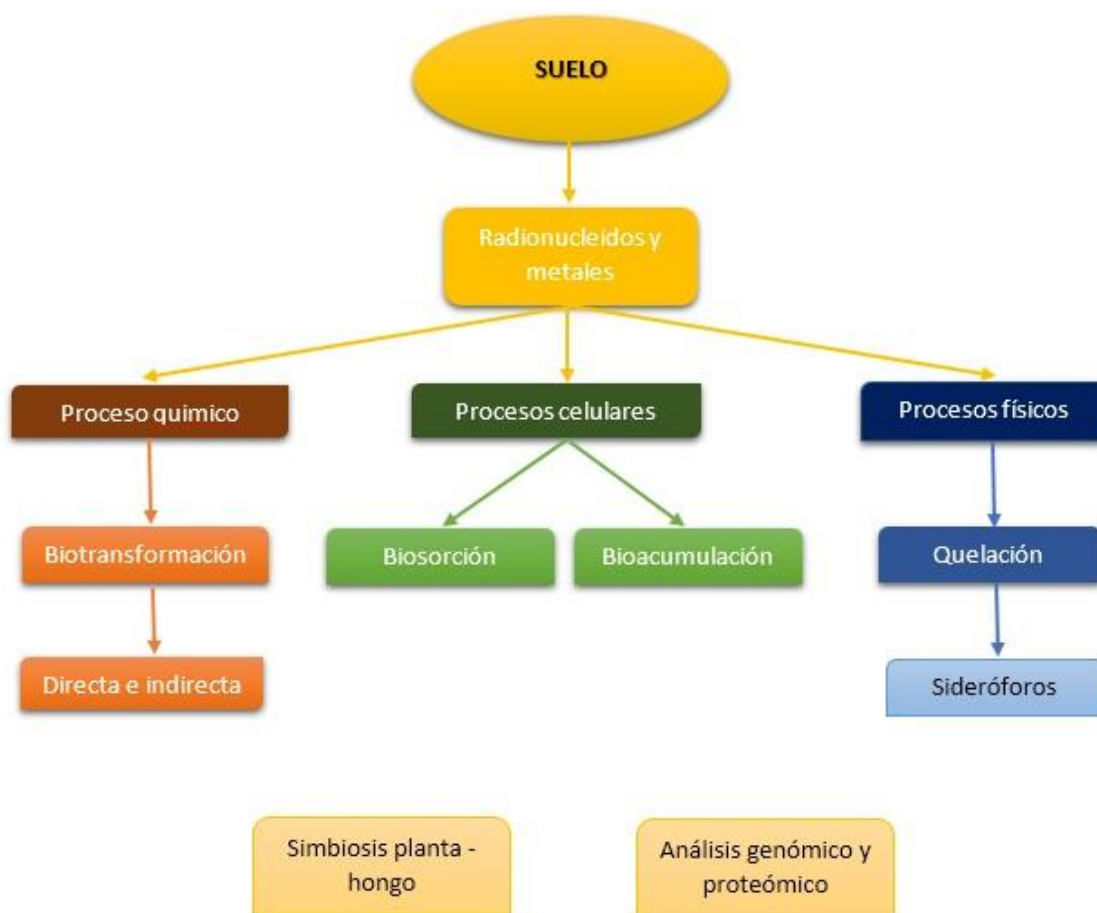 SUELO
Radionucleidos y
metales
Proceso quimico
Procesos celulares
Procesos físicos
Biotransformación
Biosorción
Bioacumulación
Quelación
Directa e indirecta
Sideróforos
Simbiosis planta -
hongo
Análisis genómico y
proteómico